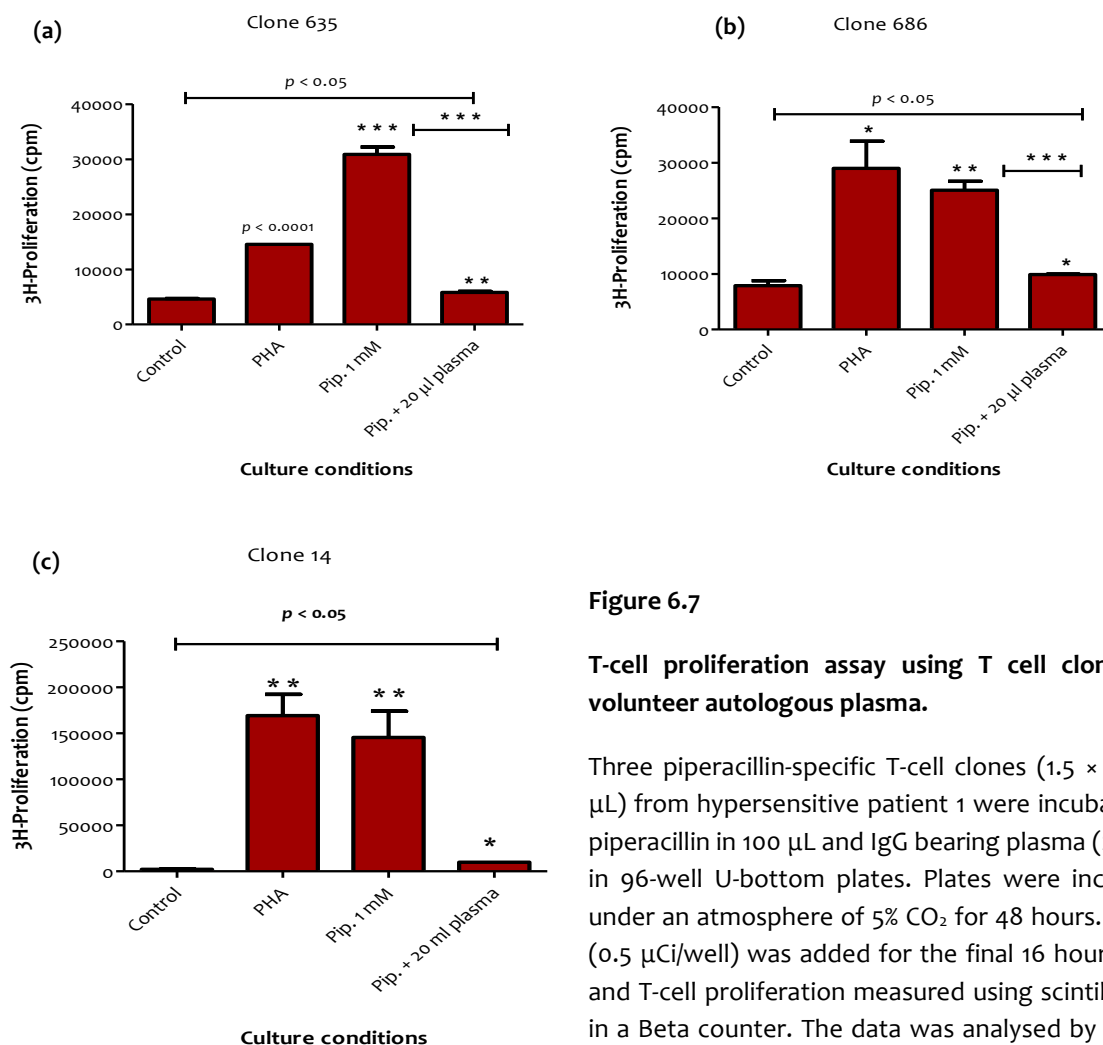 (a)
Clone 635
p < 0.05
40000
* * *
* * *
30000
20000
p < 0.0001
10000
* *
0
3H-Proliferation (cpm)
Control
PHA
Pip. 1 mM
Pip. + 20 µl plasma
Culture conditions
(b)
Clone 686
p < 0.05
40000
*
* * *
30000
* *
20000
10000
*
0
3H-Proliferation (cpm)
Control
PHA
Pip. 1 mM
Pip. + 20 µl plasma
Culture conditions
(c)
Clone 14
p < 0.05
250000
200000
* *
* *
150000
100000
50000
*
0
3H-Proliferation (cpm)
Control
PHA
Pip. 1 mM
Pip. + 20 ml plasma
Culture conditions
Figure 6.7
T-cell proliferation assay using T cell clon
volunteer autologous plasma.
Three piperacillin-specific T-cell clones (1.5 ×
µL) from hypersensitive patient 1 were incuba
piperacillin in 100 µL and IgG bearing plasma (
in 96-well U-bottom plates. Plates were inc
under an atmosphere of 5% CO₂ for 48 hours.
(0.5 µCi/well) was added for the final 16 hour
and T-cell proliferation measured using scintil
in a Beta counter. The data was analysed by